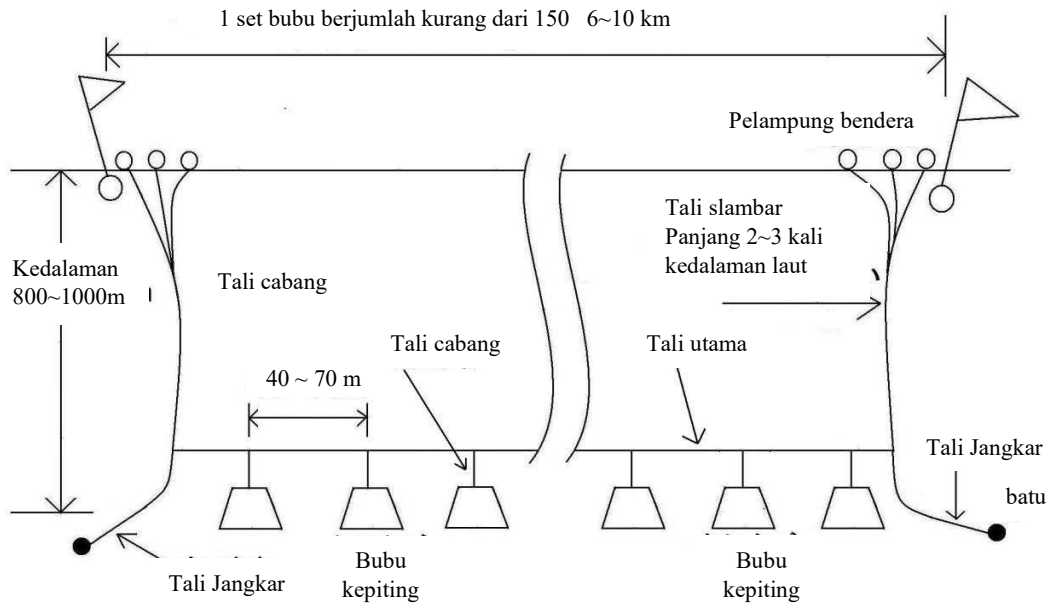 1 set bubu berjumlah kurang dari 150 6~10 km
Pelampung bendera
Tali slambar
Panjang 2~3 kali
kedalaman laut
Kedalaman
800~1000m
Tali cabang
Tali cabang
Tali utama
40 ~ 70 m
Tali Jangkar
batu
Bubu
kepiting
Bubu
kepiting
Tali Jangkar